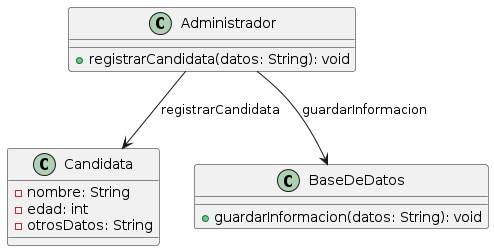 C Administrador
registrarCandidata(datos: String): void
registrarCandidata
guardarInformacion
C Candidata
nombre: String
edad: int
otrosDatos: String
C BaseDeDatos
guardarInformacion(datos: String): void